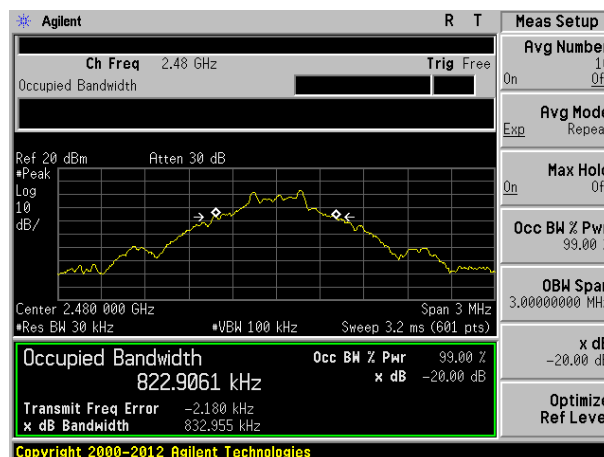 Agilent R T Meas Setup
Ch Freq 2.48 GHz Trig Free
Occupied Bandwidth
Ref 20 dBm Atten 30 dB
#Peak
Log
10
dB/
Center 2.480 000 GHz Span 3 MHz
#Res BW 30 kHz #VBW 100 kHz Sweep 3.2 ms (601 pts)
Occupied Bandwidth
822.9061 kHz
Occ BW % Pwr 99.00 %
x dB -20.00 dB
Transmit Freq Error -2.180 kHz
x dB Bandwidth 832.955 kHz
Avg Number
10
On Off
Avg Mode
Exp Repeat
Max Hold
On Off
Occ BW % Pwr
99.00 %
OBW Span
3.00000000 MHz
x dB
-20.00 dB
Optimize
Ref Level
Copyright 2000-2012 Agilent Technologies